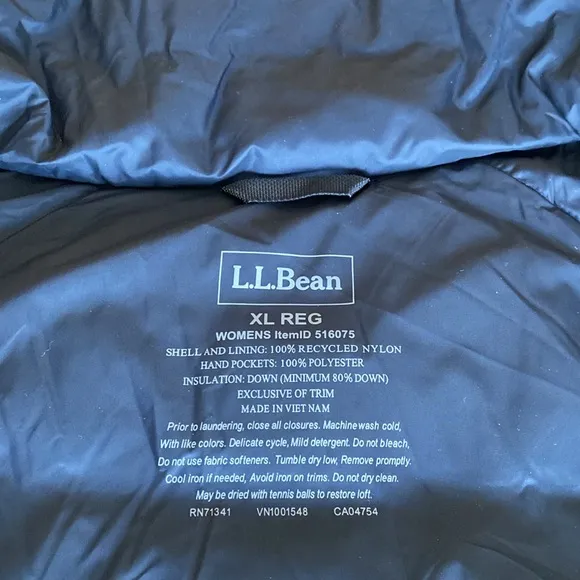 L.L.Bean
XL REG
WOMENS ItemID 516075
SHELL AND LINING: 100% RECYCLED NYLON
HAND POCKETS: 100% POLYESTER
INSULATION: DOWN (MINIMUM 80% DOWN)
EXCLUSIVE OF TRIM
MADE IN VIET NAM
Prior to laundering, close all closures. Machine wash cold,
With like colors. Delicate cycle, Mild detergent. Do not bleach,
Do not use fabric softeners. Tumble dry low, Remove promptly.
Cool iron if needed, Avoid iron on trims. Do not dry clean.
May be dried with tennis balls to restore loft.
RN71341 VN1001548 CA04754